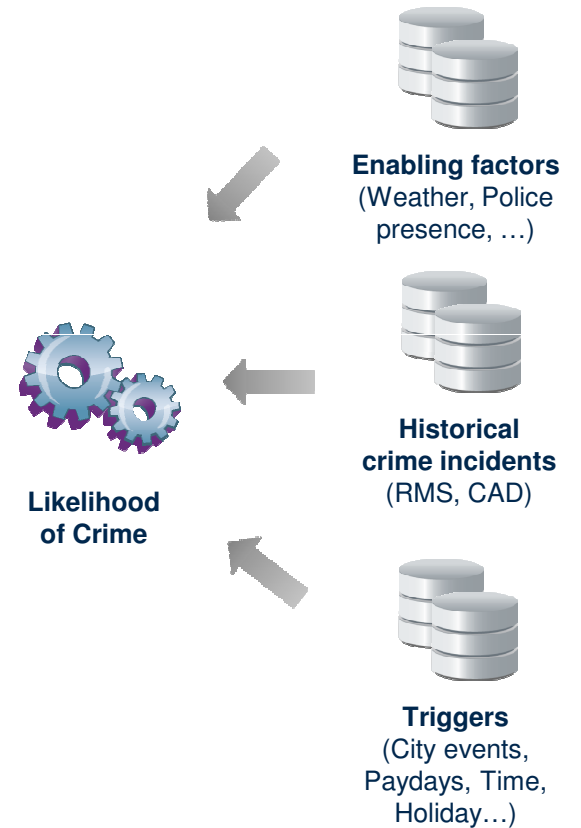 Enabling factors
(Weather, Police
presence, …)
Historical
crime incidents
(RMS, CAD)
Likelihood
of Crime
Triggers
(City events,
Paydays, Time,
Holiday…)